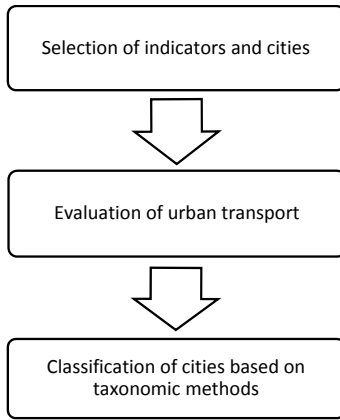 Selection of indicators and cities
Evaluation of urban transport
Classification of cities based on
taxonomic methods